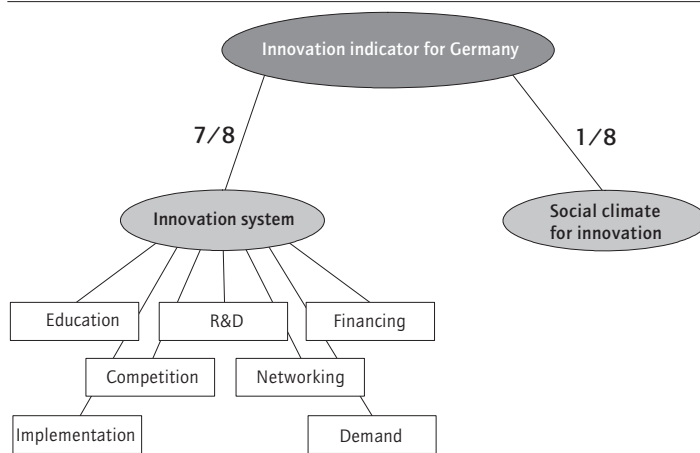 Innovation indicator for Germany
7/8
1/8
Innovation system
Social climate
for innovation
Education
R&D
Financing
Competition
Networking
Implementation
Demand